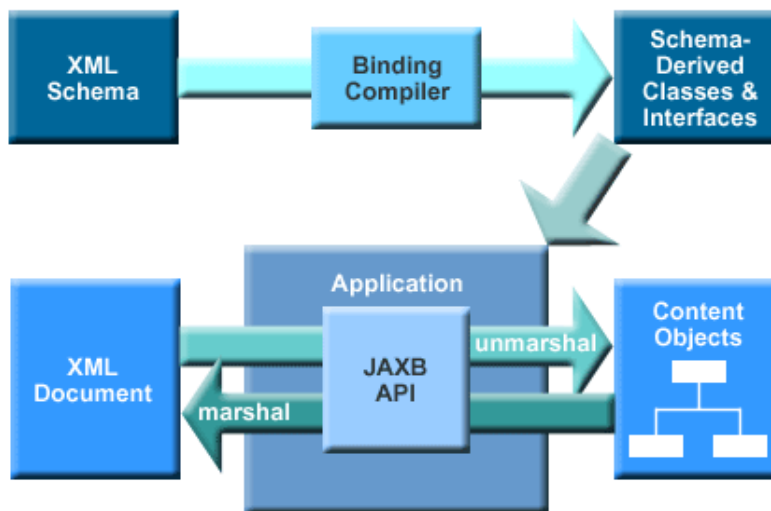 XML
Schema
Binding
Compiler
Schema-
Derived
Classes &
Interfaces
Application
XML
Document
JAXB
API
unmarshal
marshal
Content
Objects